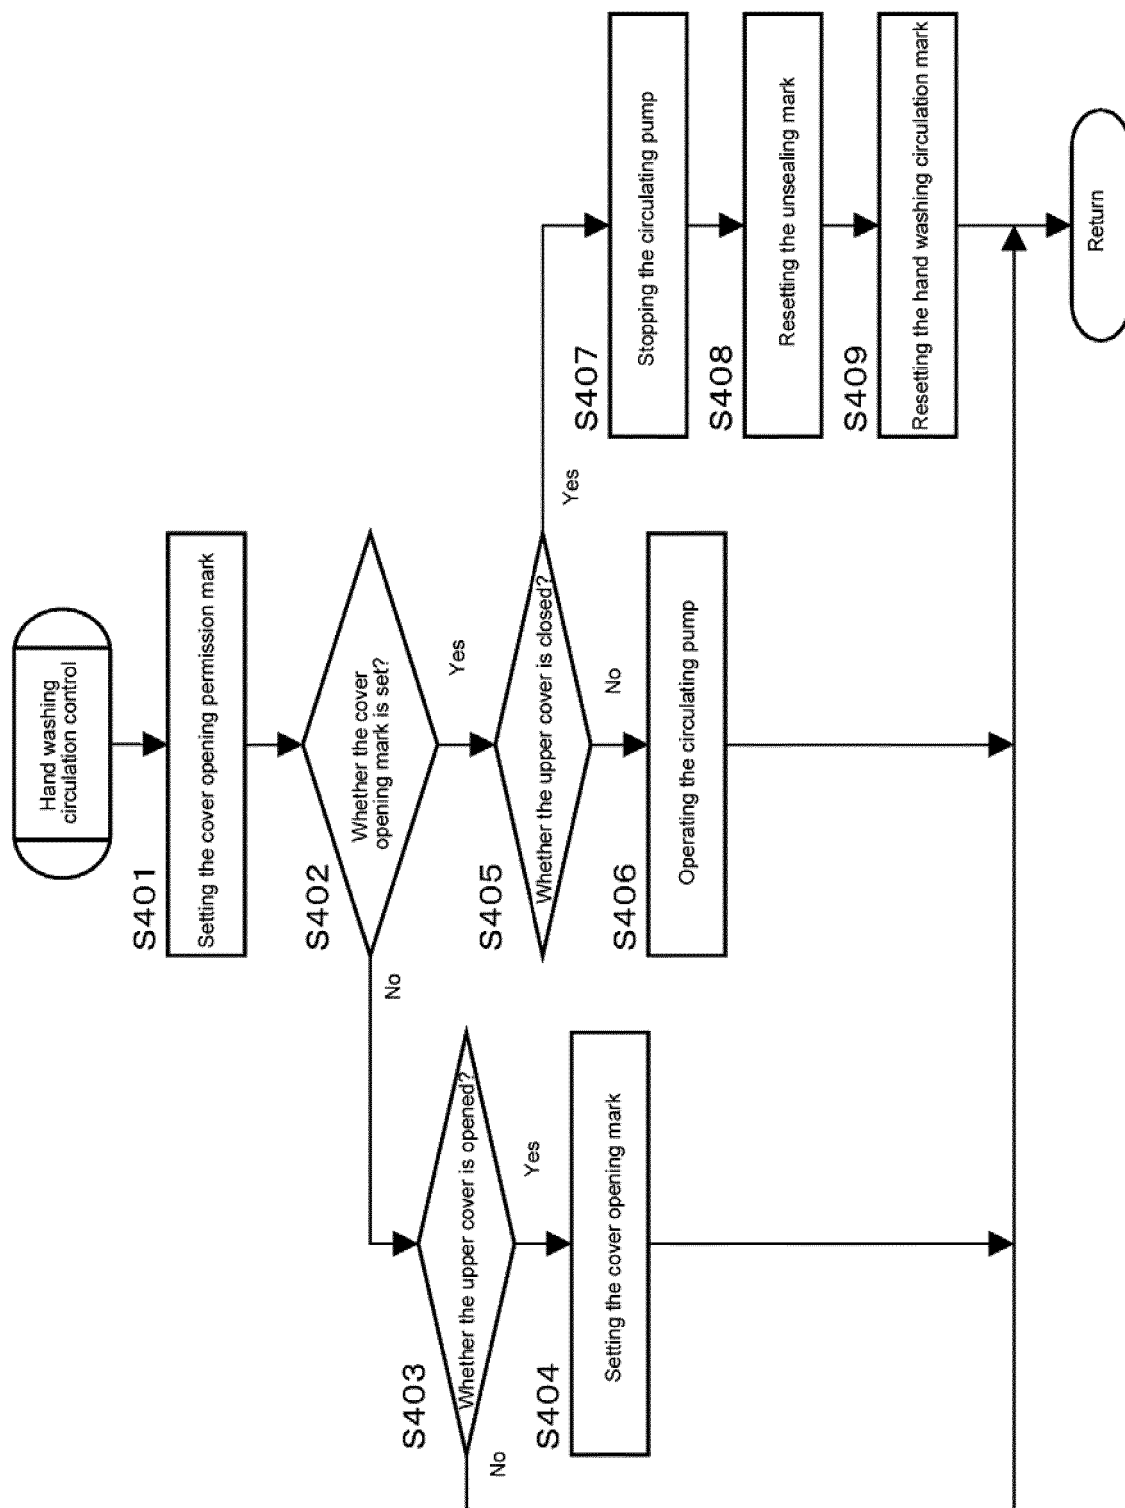 Hand washing
circulation control
S401
Setting the cover opening permission mark
S402
Whether the cover
opening mark is set?
No
Yes
S403
Whether the upper cover is opened?
No
Yes
S404
Setting the cover opening mark
S405
Whether the upper cover is closed?
Yes
No
S406
Operating the circulating pump
S407
Stopping the circulating pump
S408
Resetting the unsealing mark
S409
Resetting the hand washing circulation mark
Return